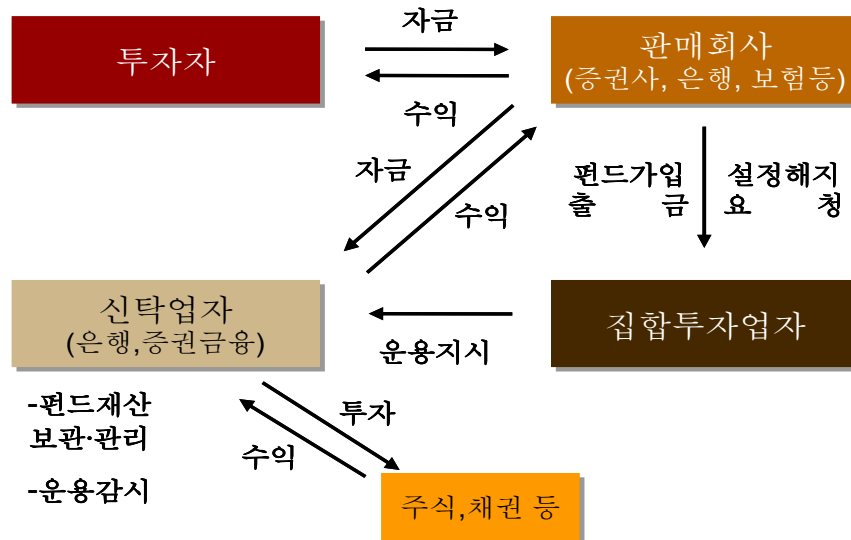 투자자
자금
수익
판매회사
(증권사, 은행, 보험등)
자금
수익
펀드가입
출 금
설정해지
요 청
신탁업자
(은행,증권금융)
운용지시
집합투자업자
-펀드재산
보관·관리
-운용감시
투자
수익
주식,채권 등